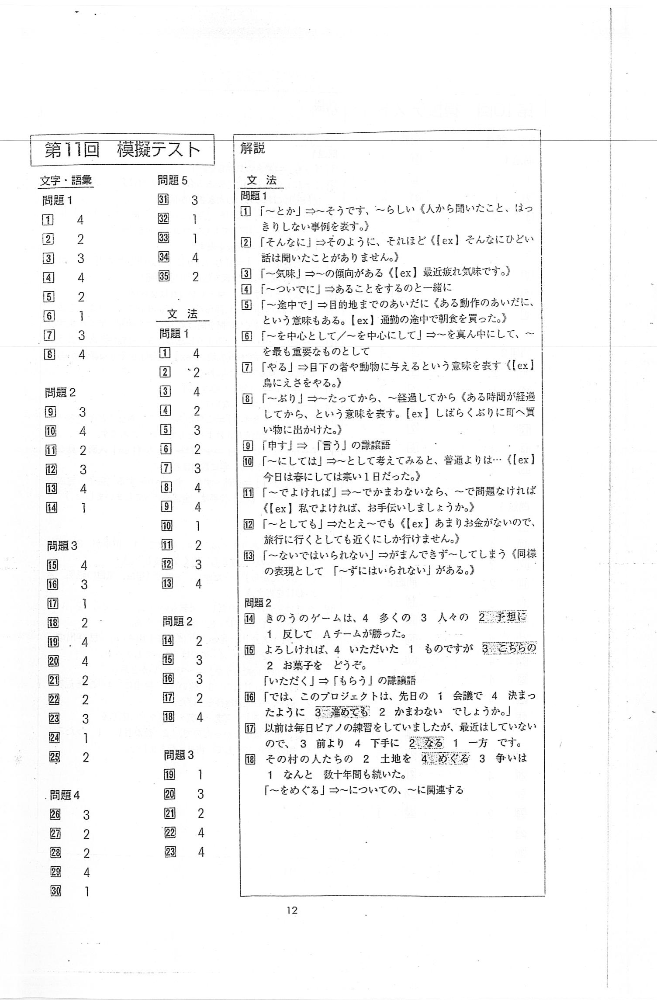 第11回 模擬テスト
文字・語彙
問題1
1 4
2 2
3 3
4 4
5 2
6 1
7 3
8 4
問題2
9 3
10 4
11 2
12 3
13 4
14 1
問題3
15 4
16 3
17 1
18 2
19 4
20 4
21 2
22 2
23 3
24 1
25 2
問題4
26 3
27 2
28 2
29 4
30 1
問題5
31 3
32 1
33 1
34 4
35 2
文 法
問題1
1 4
2 2
3 4
4 2
5 3
6 2
7 3
8 4
9 4
10 1
11 2
12 3
13 4
問題2
14 2
15 3
16 3
17 2
18 4
問題3
19 1
20 3
21 2
22 4
23 4
解説
文 法
問題1
1 「～とか」⇒～そうです、～らしい《人から聞いたこと、はっ
きりしない事例を表す。》
2 「そんなに」⇒そのように、それほど《【ex】そんなにひどい
話は聞いたことがありません。》
3 「～気味」⇒～の傾向がある《【ex】最近疲れ気味です。》
4 「～ついでに」⇒あることをするのと一緒に
5 「～途中で」⇒目的地までのあいだに《ある動作のあいだに、
という意味もある。【ex】通勤の途中で朝食を買った。》
6 「～を中心として／～を中心にして」⇒～を真ん中にして、～
を最も重要なものとして
7 「やる」⇒目下の者や動物に与えるという意味を表す《【ex】
鳥にえさをやる。》
8 「～ぶり」⇒～たってから、～経過してから《ある時間が経過
してから、という意味を表す。【ex】しばらくぶりに町へ買
い物に出かけた。》
9 「申す」⇒「言う」の謙譲語
10 「～にしては」⇒～として考えてみると、普通よりは…《【ex】
今日は春にしては寒い1日だった。》
11 「～でよければ」⇒～でかまわないなら、～で問題なければ
《【ex】私でよければ、お手伝いしましょうか。》
12 「～としても」⇒たとえ～でも《【ex】あまりお金がないので、
旅行に行くとしても近くにしか行けません。》
13 「～ないではいられない」⇒がまんできず～してしまう《同様
の表現として「～ずにはいられない」がある。》
問題2
14 きのうのゲームは、4 多くの 3 人々の 2 予想に
1 反して Aチームが勝った。
15 よろしければ、4 いただいた 1 ものですが 3 こちらの
2 お菓子を どうぞ。
「いただく」⇒「もらう」の謙譲語
16 「では、このプロジェクトは、先日の 1 会議で 4 決まっ
たように 3 進めても 2 かまわない でしょうか。」
17 以前は毎日ピアノの練習をしていましたが、最近はしていない
ので、 3 前より 4 下手に 2 なる 1 一方 です。
18 その村の人たちの 2 土地を 4 めぐる 3 争いは
1 なんと 数十年間も続いた。
「～をめぐる」⇒～についての、～に関連する
12